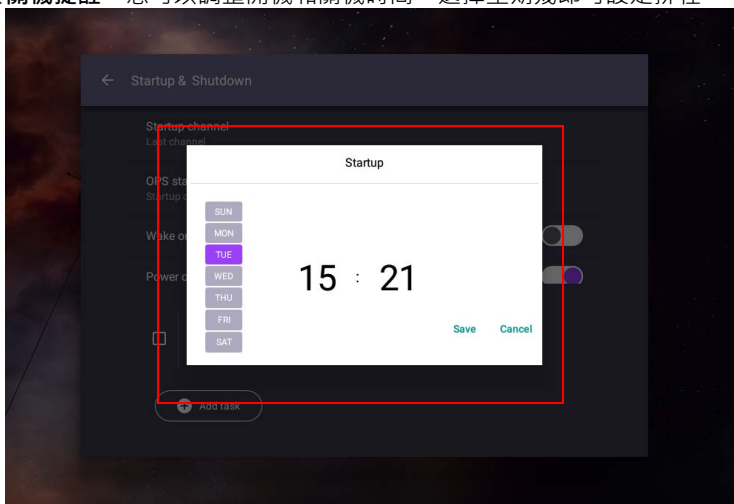 Startup & Shutdown
Startup channel
Last channel
Startup
OPS sta
Startup
SUN
MON
TUE
WED
THU
FRI
SAT
Wake o
Power o
15 : 21
Save Cancel
Add task